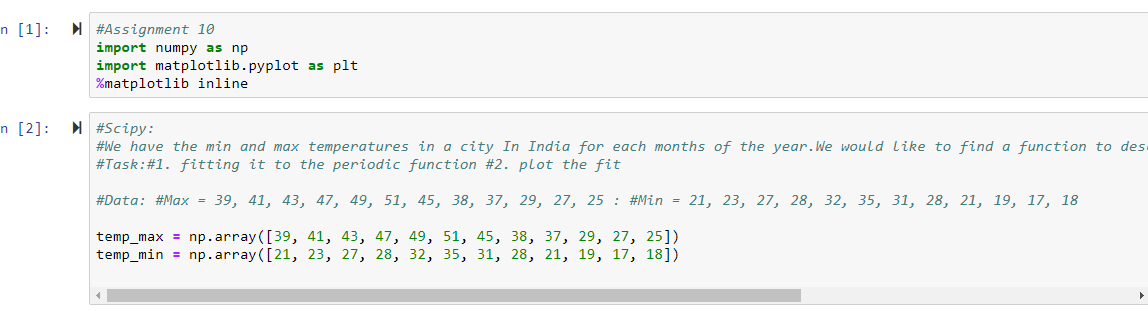 n [1]:
#Assignment 10
import numpy as np
import matplotlib.pyplot as plt
%matplotlib inline
n [2]:
#Scipy:
#We have the min and max temperatures in a city In India for each months of the year.We would like to find a function to des
#Task:#1. fitting it to the periodic function #2. plot the fit
#Data: #Max = 39, 41, 43, 47, 49, 51, 45, 38, 37, 29, 27, 25 : #Min = 21, 23, 27, 28, 32, 35, 31, 28, 21, 19, 17, 18
temp_max = np.array([39, 41, 43, 47, 49, 51, 45, 38, 37, 29, 27, 25])
temp_min = np.array([21, 23, 27, 28, 32, 35, 31, 28, 21, 19, 17, 18])